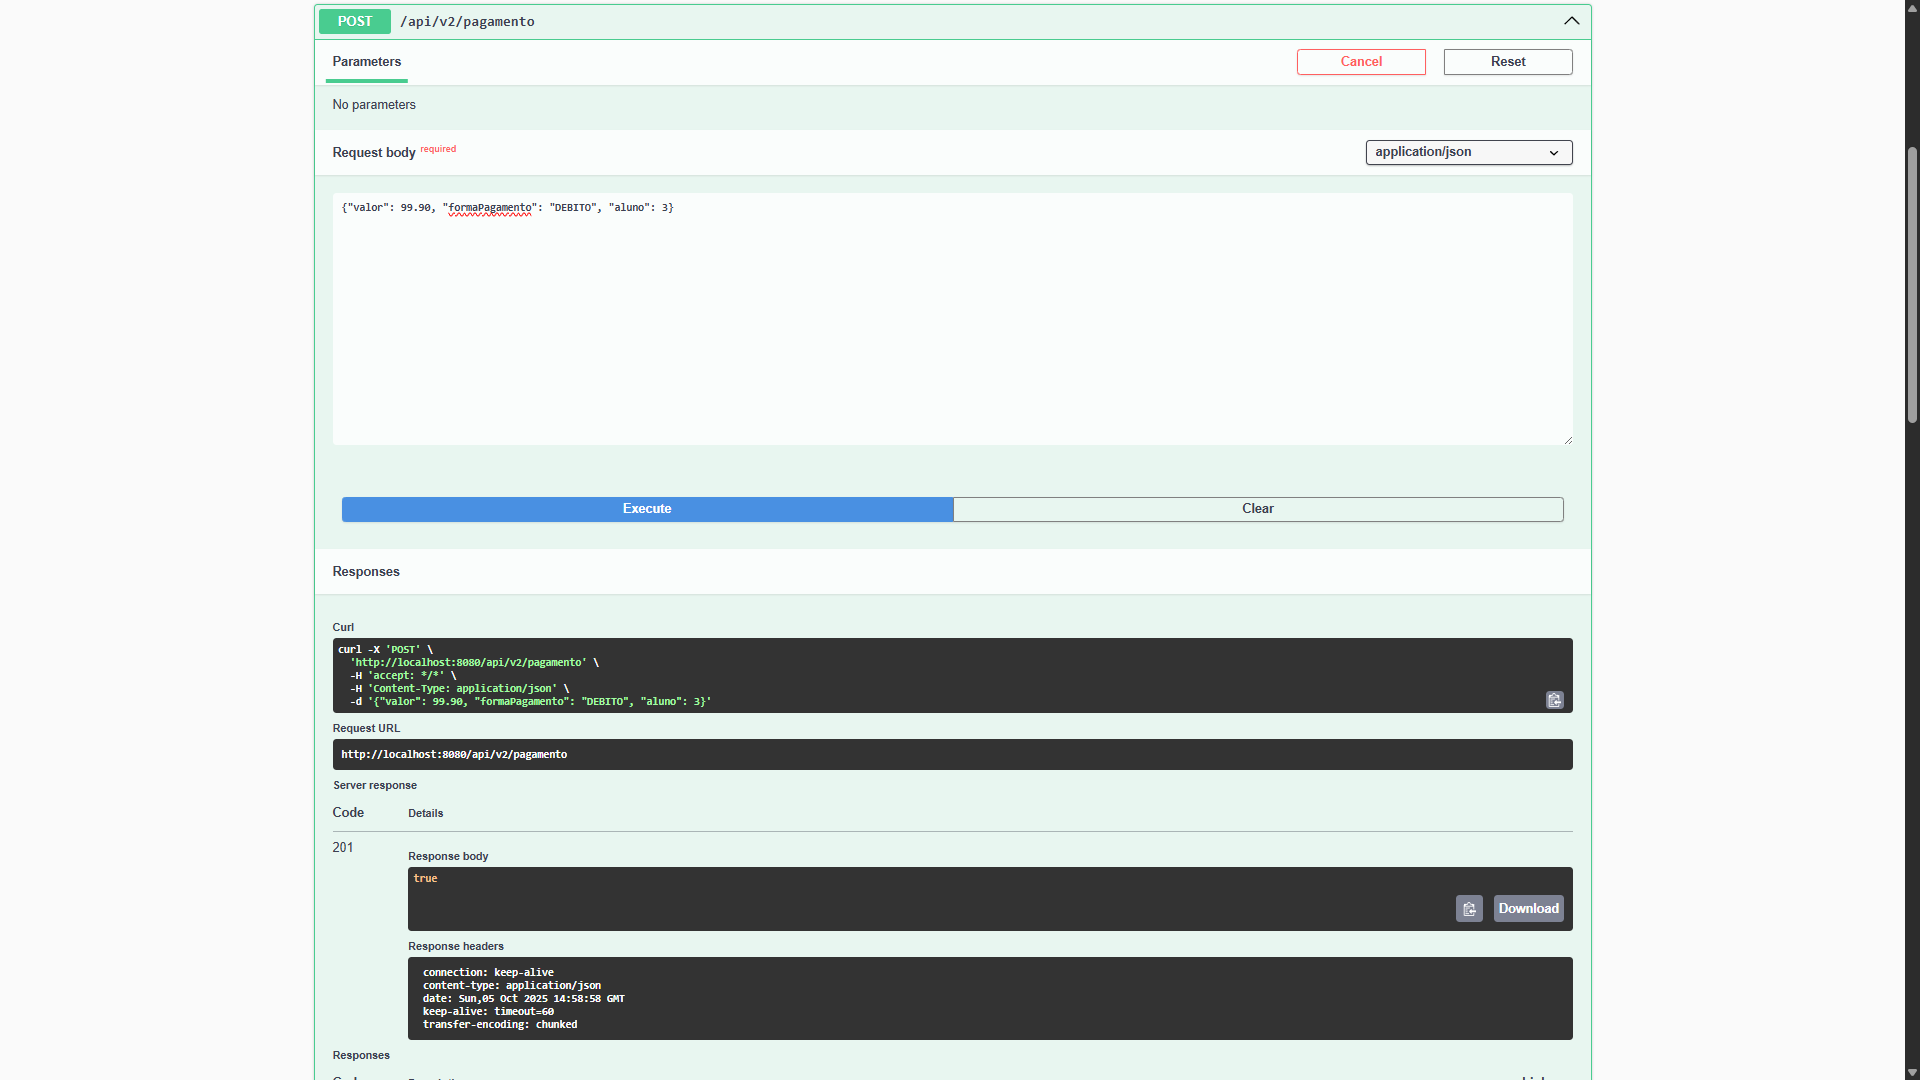 POST /api/v2/pagamento
Parameters
Cancel
Reset
No parameters
Request body required
application/json
{"valor": 99.90, "formaPagamento": "DEBITO", "aluno": 3}
Execute
Clear
Responses
Curl
curl -X 'POST' \
'http://localhost:8080/api/v2/pagamento' \
-H 'accept: */*' \
-H 'Content-Type: application/json' \
-d '{"valor": 99.90, "formaPagamento": "DEBITO", "aluno": 3}'
Request URL
http://localhost:8080/api/v2/pagamento
Server response
Code Details
201
Response body
true
Download
Response headers
connection: keep-alive
content-type: application/json
date: Sun,05 Oct 2025 14:58:58 GMT
keep-alive: timeout=60
transfer-encoding: chunked
Responses